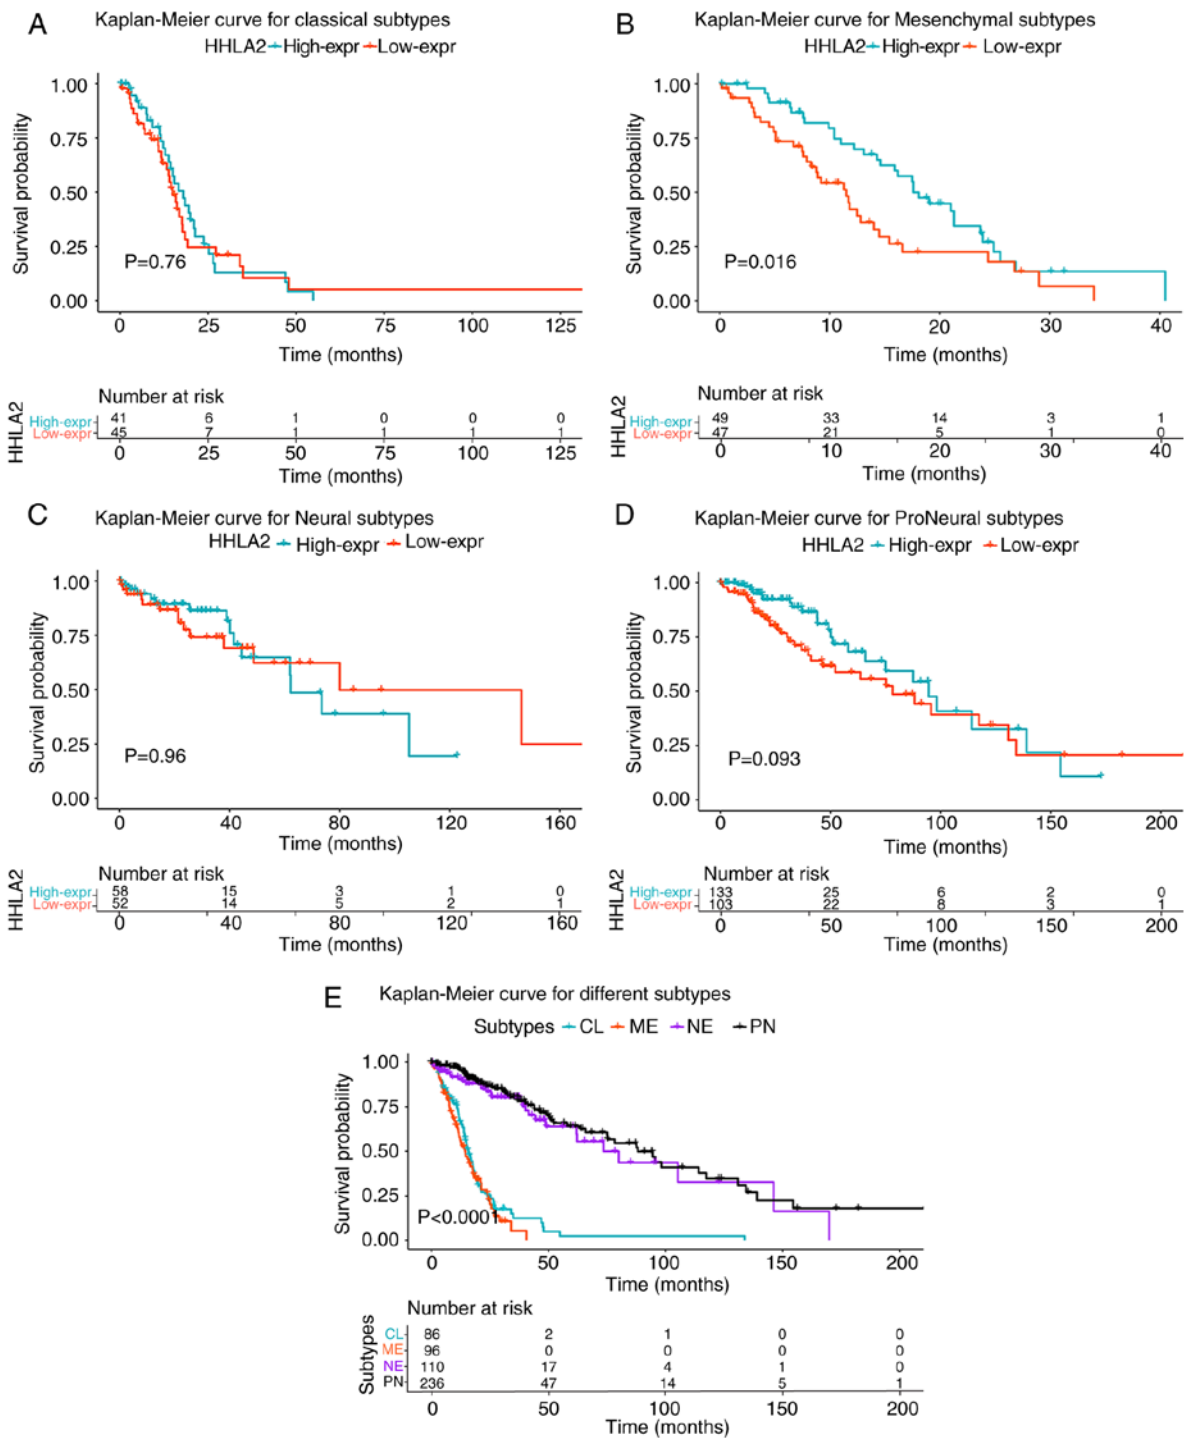 A
Kaplan-Meier curve for classical subtypes
HHLA2 High-expr Low-expr
Survival probability
1.00
0.75
0.50
0.25
0.00
P=0.76
0 25 50 75 100 125
Time (months)
Number at risk
HHLA2
High-expr 41 6 1 0 0 0
Low-expr 45 7 1 1 1 1
0 25 50 75 100 125
Time (months)
B
Kaplan-Meier curve for Mesenchymal subtypes
HHLA2 High-expr Low-expr
Survival probability
1.00
0.75
0.50
0.25
0.00
P=0.016
0 10 20 30 40
Time (months)
Number at risk
HHLA2
High-expr 49 33 14 3 1
Low-expr 47 21 5 1 0
0 10 20 30 40
Time (months)
C
Kaplan-Meier curve for Neural subtypes
HHLA2 High-expr Low-expr
Survival probability
1.00
0.75
0.50
0.25
0.00
P=0.96
0 40 80 120 160
Time (months)
Number at risk
HHLA2
High-expr 58 15 3 1 0
Low-expr 52 14 5 2 1
0 40 80 120 160
Time (months)
D
Kaplan-Meier curve for ProNeural subtypes
HHLA2 High-expr Low-expr
Survival probability
1.00
0.75
0.50
0.25
0.00
P=0.093
0 50 100 150 200
Time (months)
Number at risk
HHLA2
High-expr 133 25 6 2 0
Low-expr 103 22 8 3 1
0 50 100 150 200
Time (months)
E
Kaplan-Meier curve for different subtypes
Subtypes CL ME NE PN
Survival probability
1.00
0.75
0.50
0.25
0.00
P<0.0001
0 50 100 150 200
Time (months)
Number at risk
Subtypes
CL 86 2 1 0 0
ME 96 0 0 0 0
NE 110 17 4 1 0
PN 236 47 14 5 1
0 50 100 150 200
Time (months)